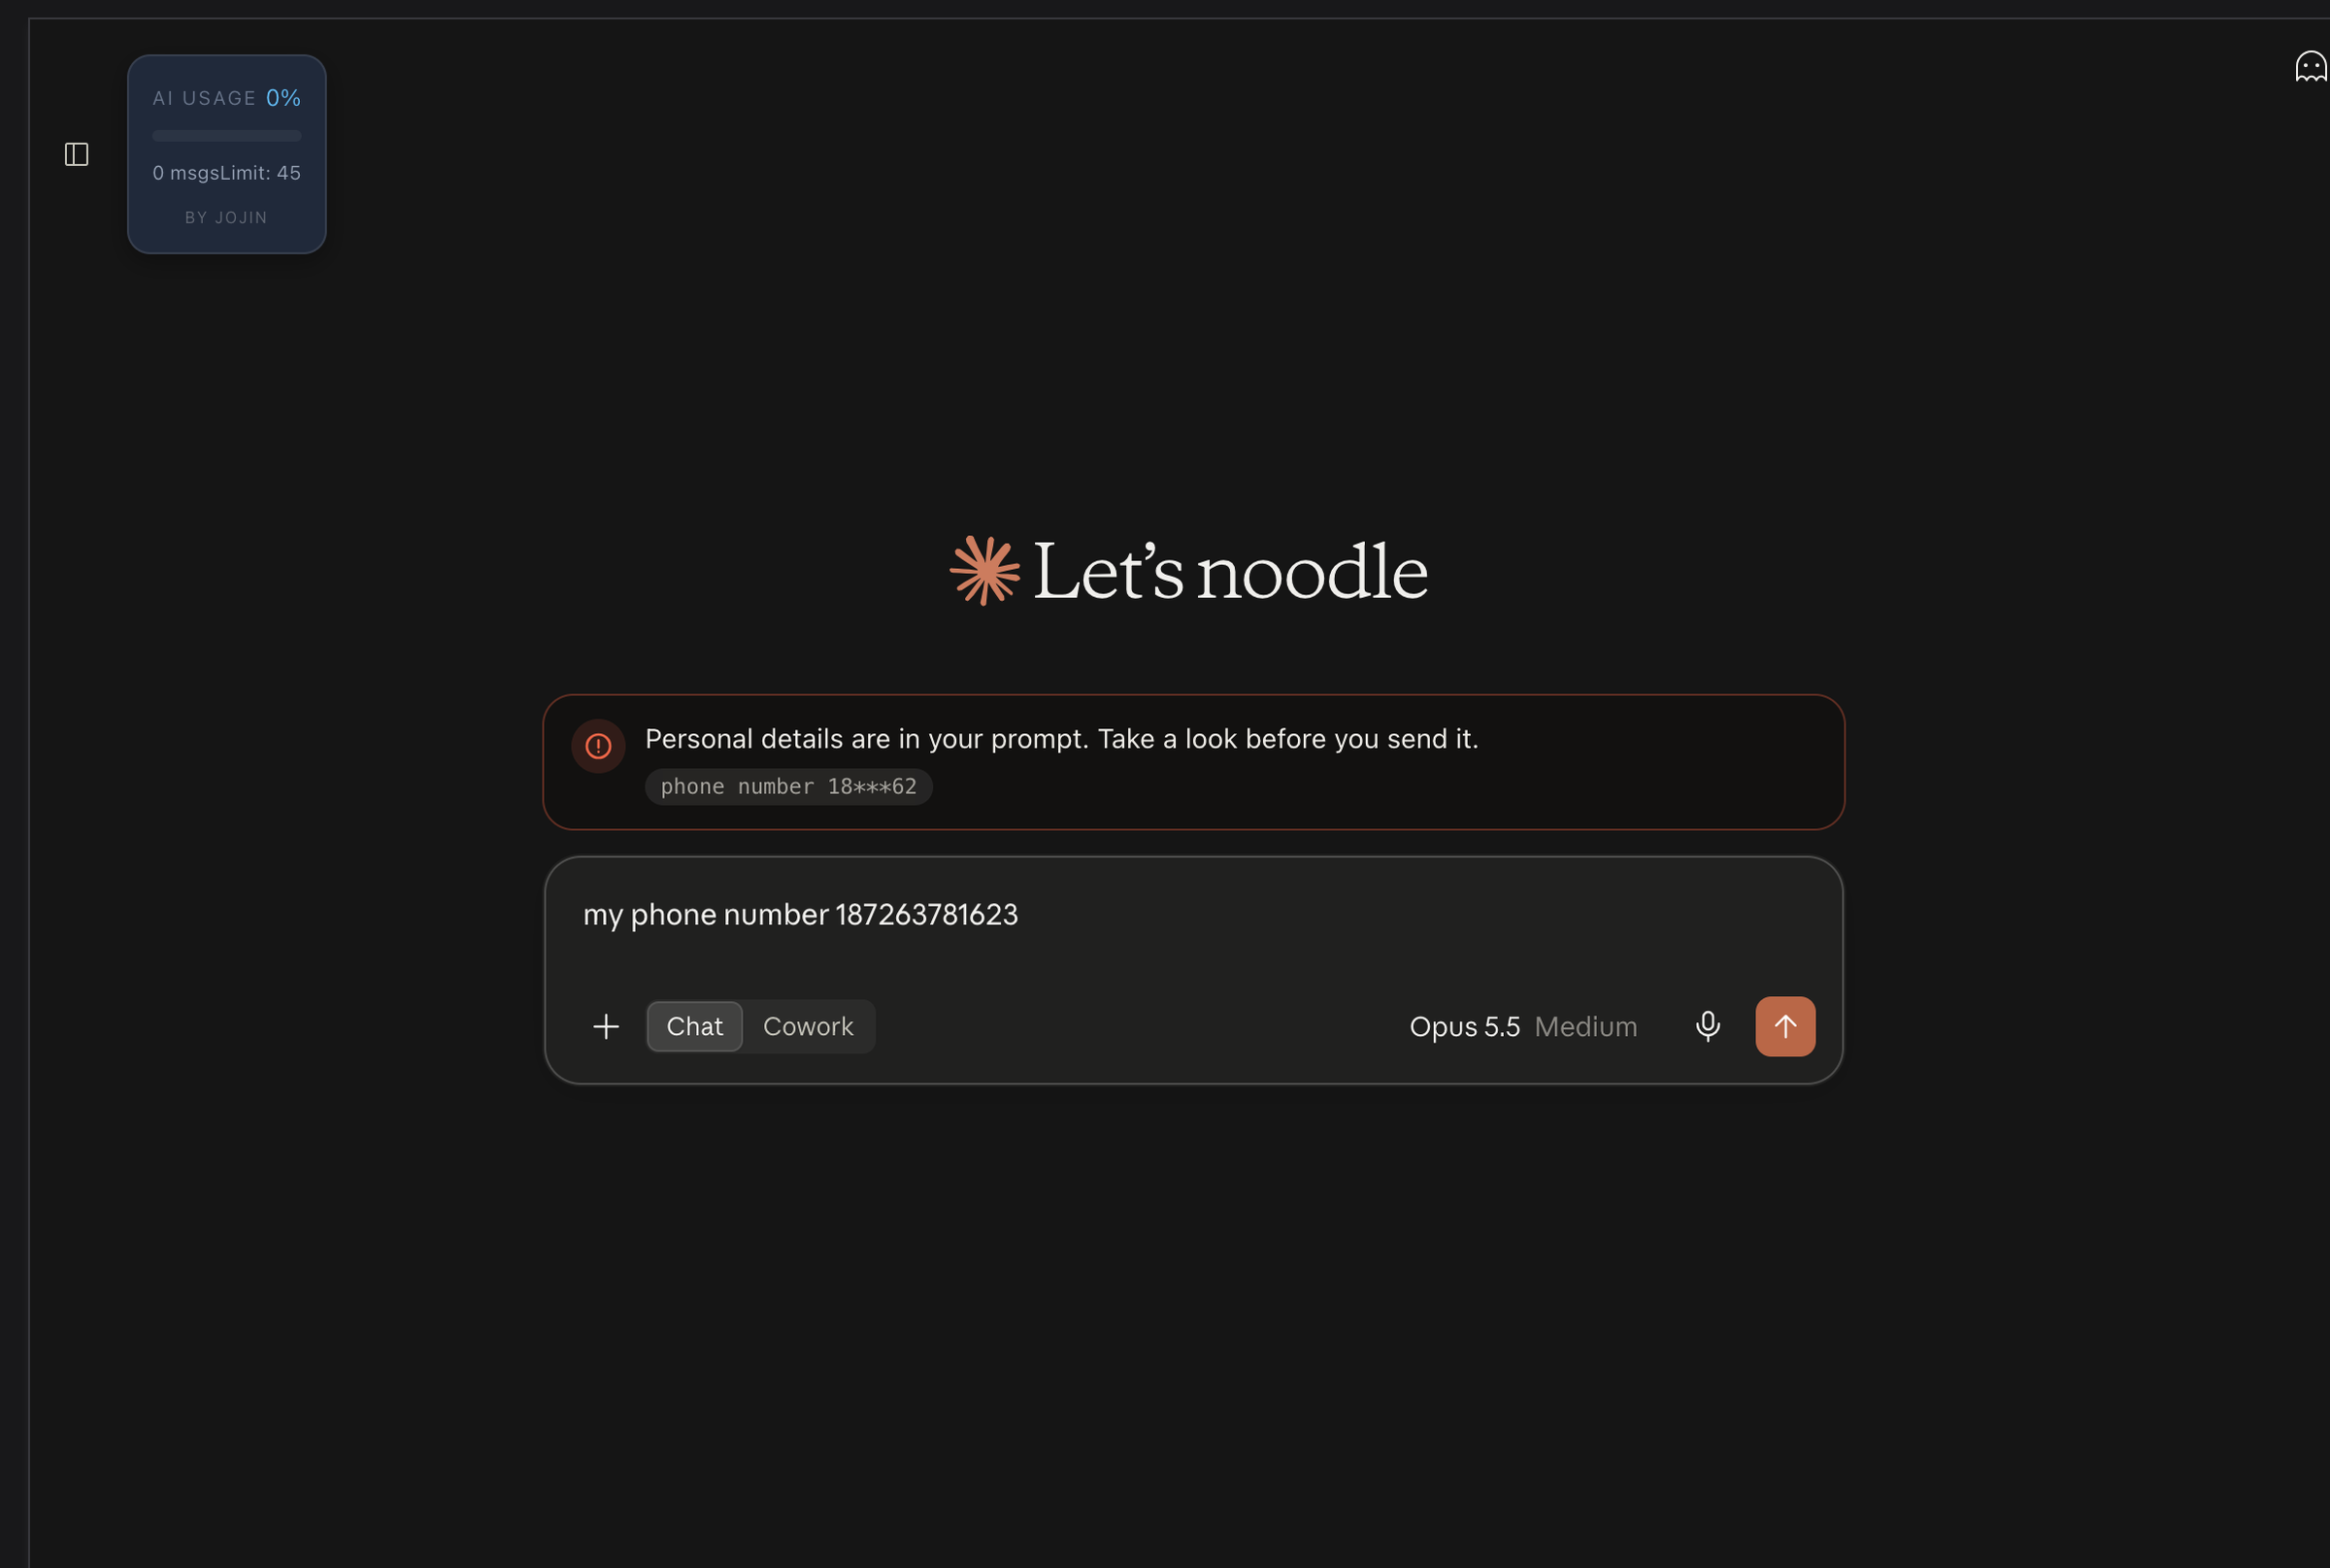 AI USAGE 0%
0 msgsLimit: 45
BY JOJIN
Let’s noodle
Personal details are in your prompt. Take a look before you send it.
phone number 18***62
my phone number 187263781623
Chat Cowork Opus 5.5 Medium